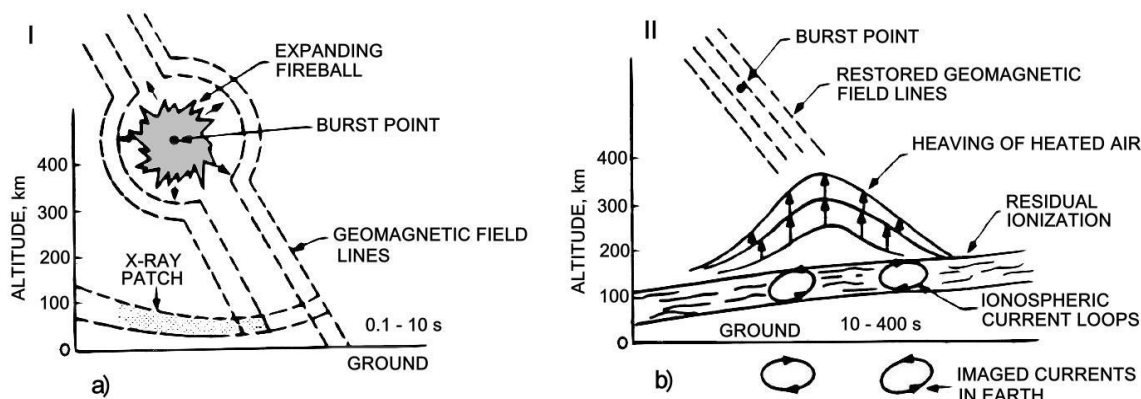 I
EXPANDING
FIREBALL
BURST POINT
400
300
200
100
0
ALTITUDE, km
X-RAY
PATCH
GEOMAGNETIC FIELD
LINES
0.1 - 10 s
GROUND
a)
II
BURST POINT
RESTORED GEOMAGNETIC
FIELD LINES
HEAVING OF HEATED AIR
400
300
200
100
0
ALTITUDE, km
RESIDUAL
IONIZATION
IONOSPHERIC
CURRENT LOOPS
GROUND
10 - 400 s
b)
IMAGED CURRENTS
IN EARTH